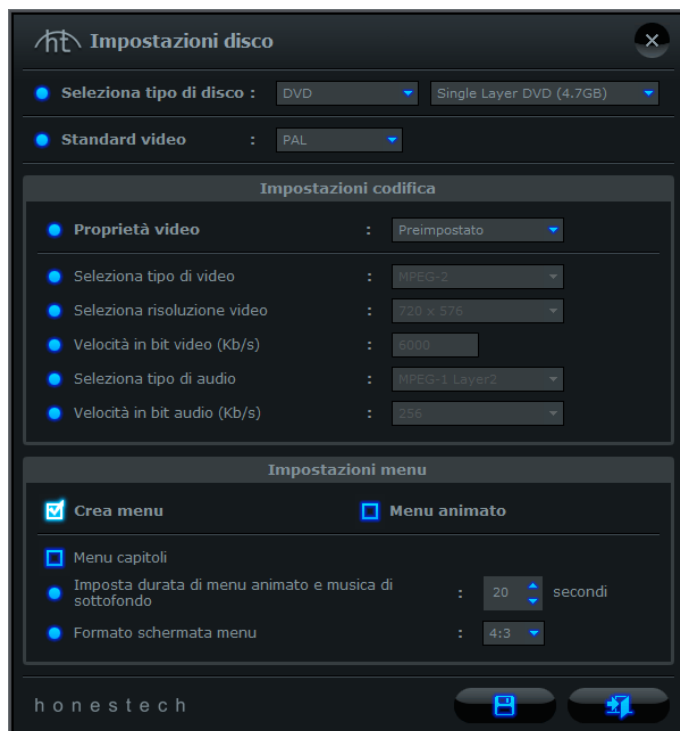 ht Impostazioni disco
Seleziona tipo di disco : DVD Single Layer DVD (4.7GB)
Standard video : PAL
Impostazioni codifica
Proprietà video : Preimpostato
Seleziona tipo di video : MPEG-2
Seleziona risoluzione video : 720 x 576
Velocità in bit video (Kb/s) : 6000
Seleziona tipo di audio : MPEG-1 Layer2
Velocità in bit audio (Kb/s) : 256
Impostazioni menu
Crea menu Menu animato
Menu capitoli
Imposta durata di menu animato e musica di
sottofondo : 20 secondi
Formato schermata menu : 4:3
honestech